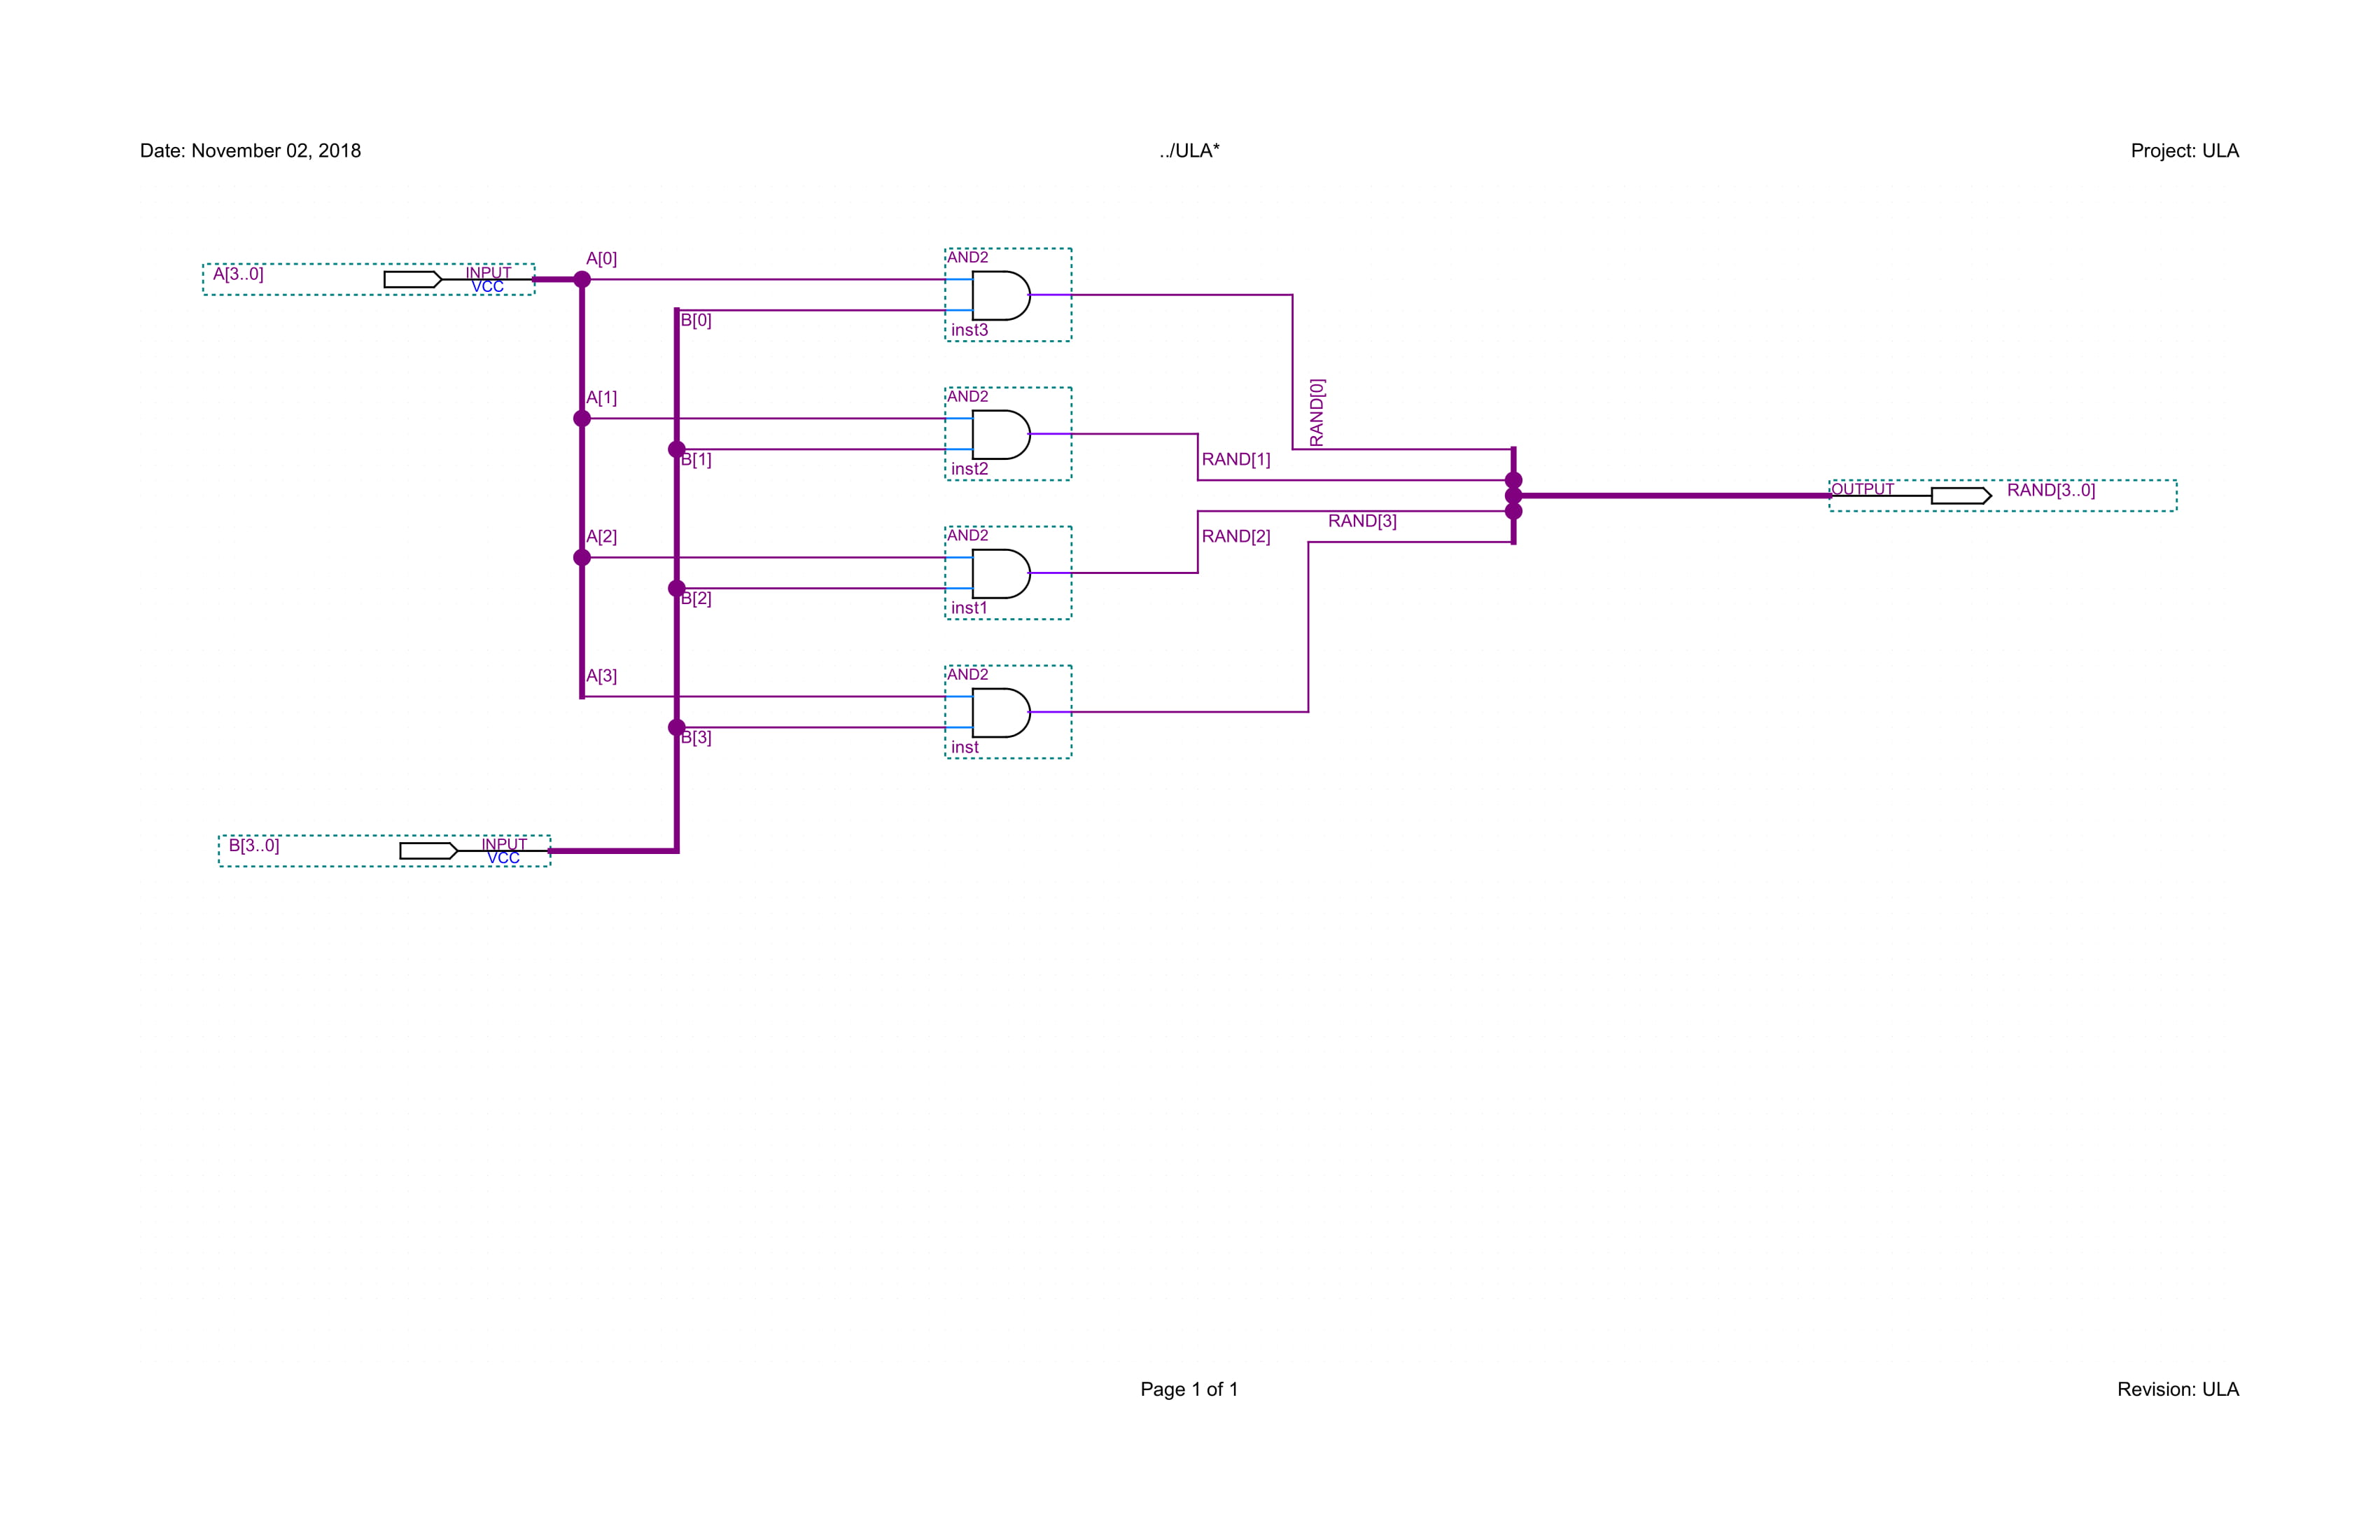 Date: November 02, 2018
../ULA*
Project: ULA
A[3..0]
INPUT
VCC
A[0]
B[0]
AND2
inst3
A[1]
B[1]
AND2
inst2
A[2]
B[2]
AND2
inst1
A[3]
B[3]
AND2
inst
B[3..0]
INPUT
VCC
RAND[0]
RAND[1]
RAND[3]
RAND[2]
OUTPUT
RAND[3..0]
Page 1 of 1
Revision: ULA